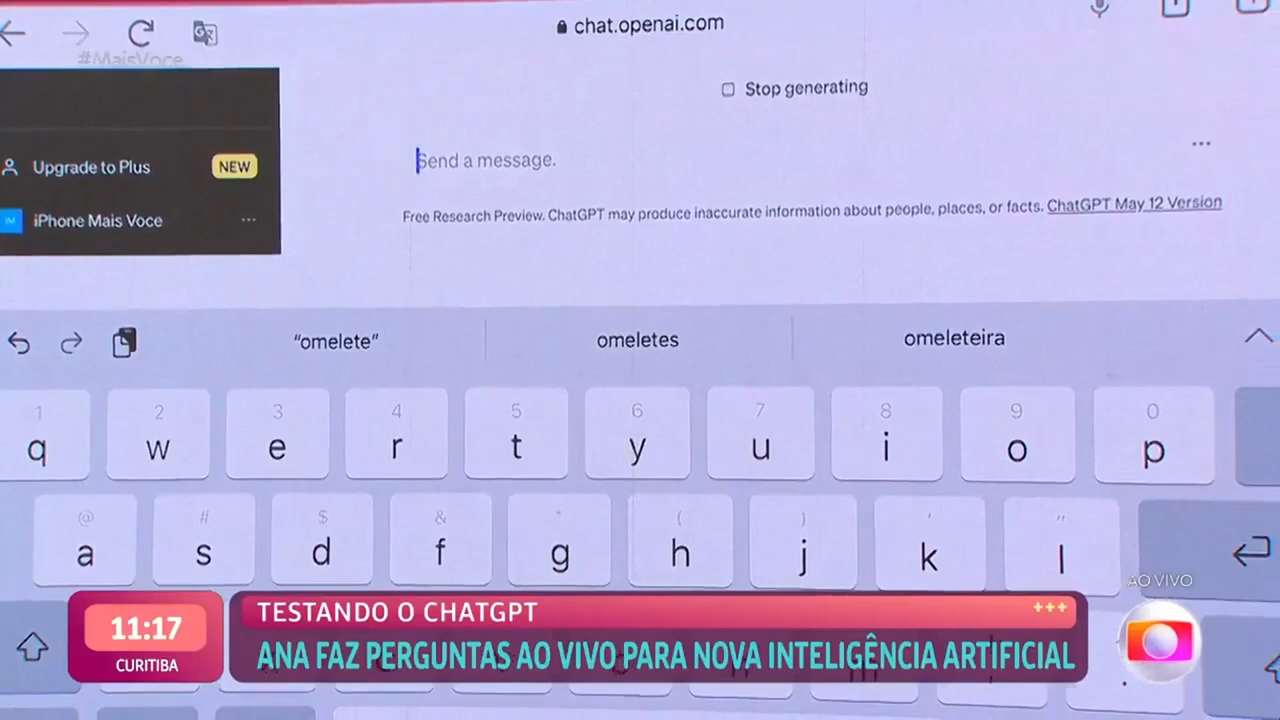 chat.openai.com
#MaisVoce
Stop generating
Upgrade to Plus NEW
Send a message.
iPhone Mais Voce
Free Research Preview. ChatGPT may produce inaccurate information about people, places, or facts. ChatGPT May 12 Version
"omelete" omeletes omeleteira
1 2 3 4 5 6 7 8 9 0
q w e r t y u i o p
@ # $ & * ( ) ' "
a s d f g h j k l
AO VIVO
11:17
CURITIBA
TESTANDO O CHATGPT
ANA FAZ PERGUNTAS AO VIVO PARA NOVA INTELIGÊNCIA ARTIFICIAL